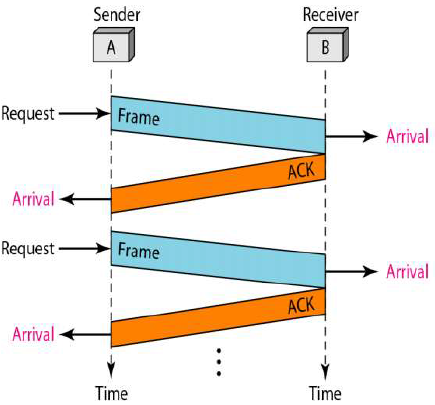 Sender Receiver
A B
Request Frame
Arrival
ACK
Arrival
Request Frame
Arrival
ACK
Arrival
Time Time